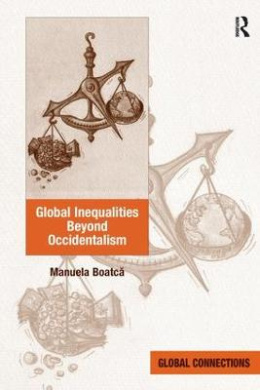 R
Global Inequalities
Beyond
Occidentalism
Manuela Boatcă
GLOBAL CONNECTIONS